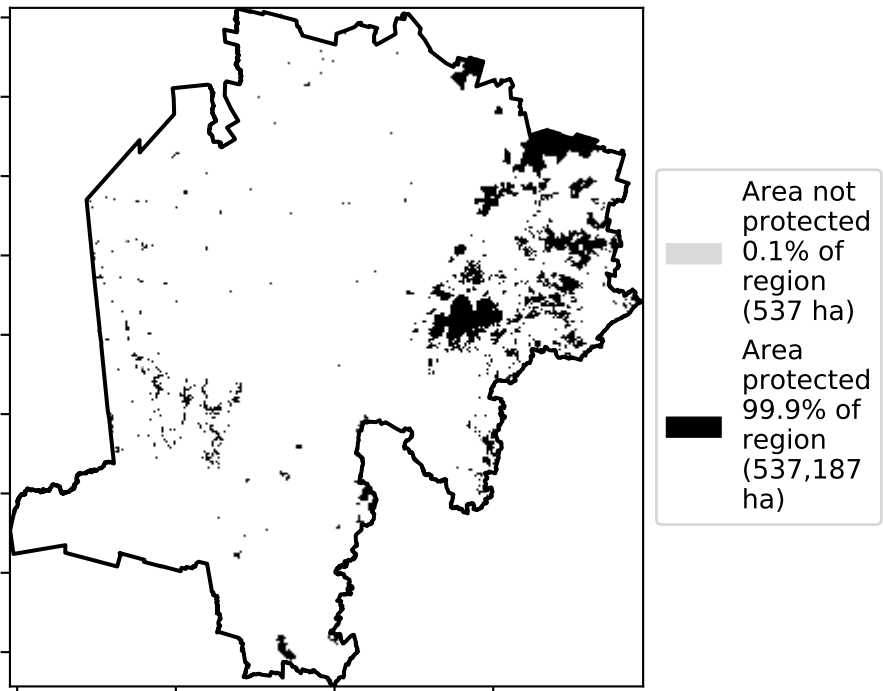 Area not
protected
0.1% of
region
(537 ha)
Area
protected
99.9% of
region
(537,187
ha)